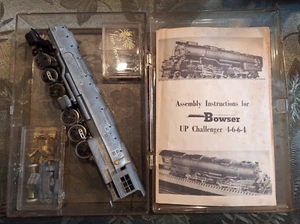 Assembly Instructions for
Bowser
UP Challenger 4-6-6-4